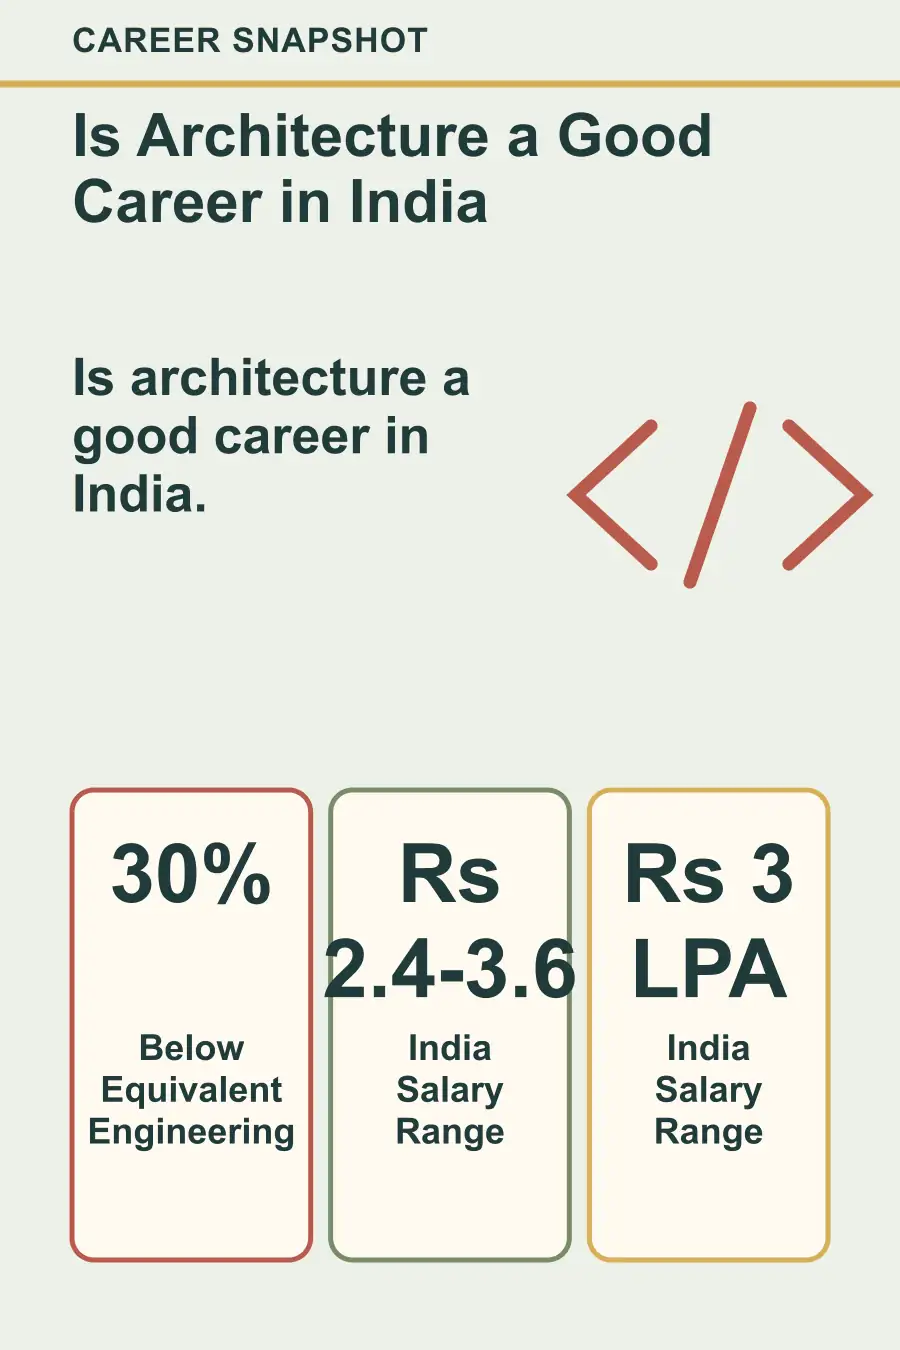 CAREER SNAPSHOT
Is Architecture a Good
Career in India
Is architecture a
good career in
India.
30%
Below
Equivalent
Engineering
Rs
2.4-3.6
India
Salary
Range
Rs 3
LPA
India
Salary
Range